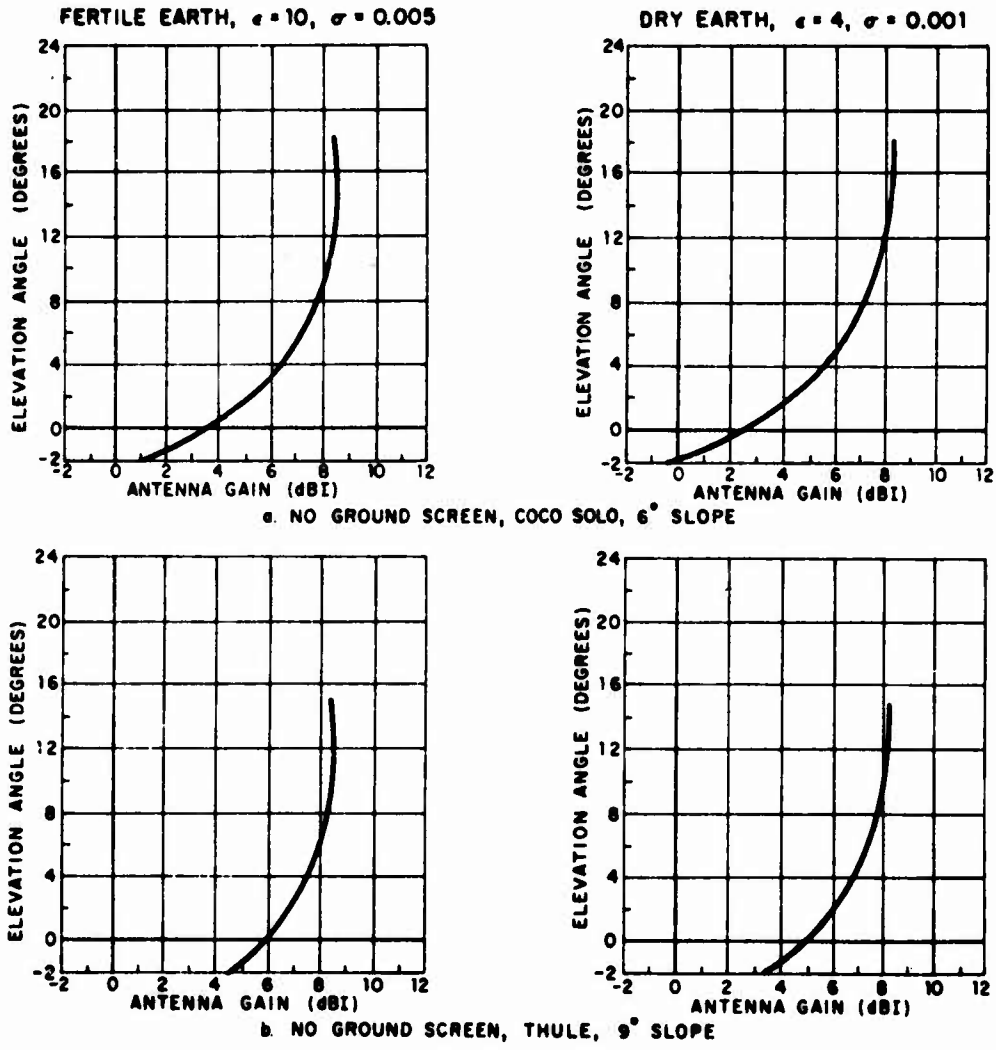 FERTILE EARTH, ϵ = 10, σ = 0.005
DRY EARTH, ϵ = 4, σ = 0.001
ELEVATION ANGLE (DEGREES)
24
20
16
12
8
4
0
-2
-2 0 2 4 6 8 10 12
ANTENNA GAIN (dBI)
ELEVATION ANGLE (DEGREES)
24
20
16
12
8
4
0
-2
-2 0 2 4 6 8 10 12
ANTENNA GAIN (dBI)
a. NO GROUND SCREEN, COCO SOLO, 6° SLOPE
ELEVATION ANGLE (DEGREES)
24
20
16
12
8
4
0
-2
-2 0 2 4 6 8 10 12
ANTENNA GAIN (dBI)
ELEVATION ANGLE (DEGREES)
24
20
16
12
8
4
0
-2
-2 0 2 4 6 8 10 12
ANTENNA GAIN (dBI)
b. NO GROUND SCREEN, THULE, 9° SLOPE